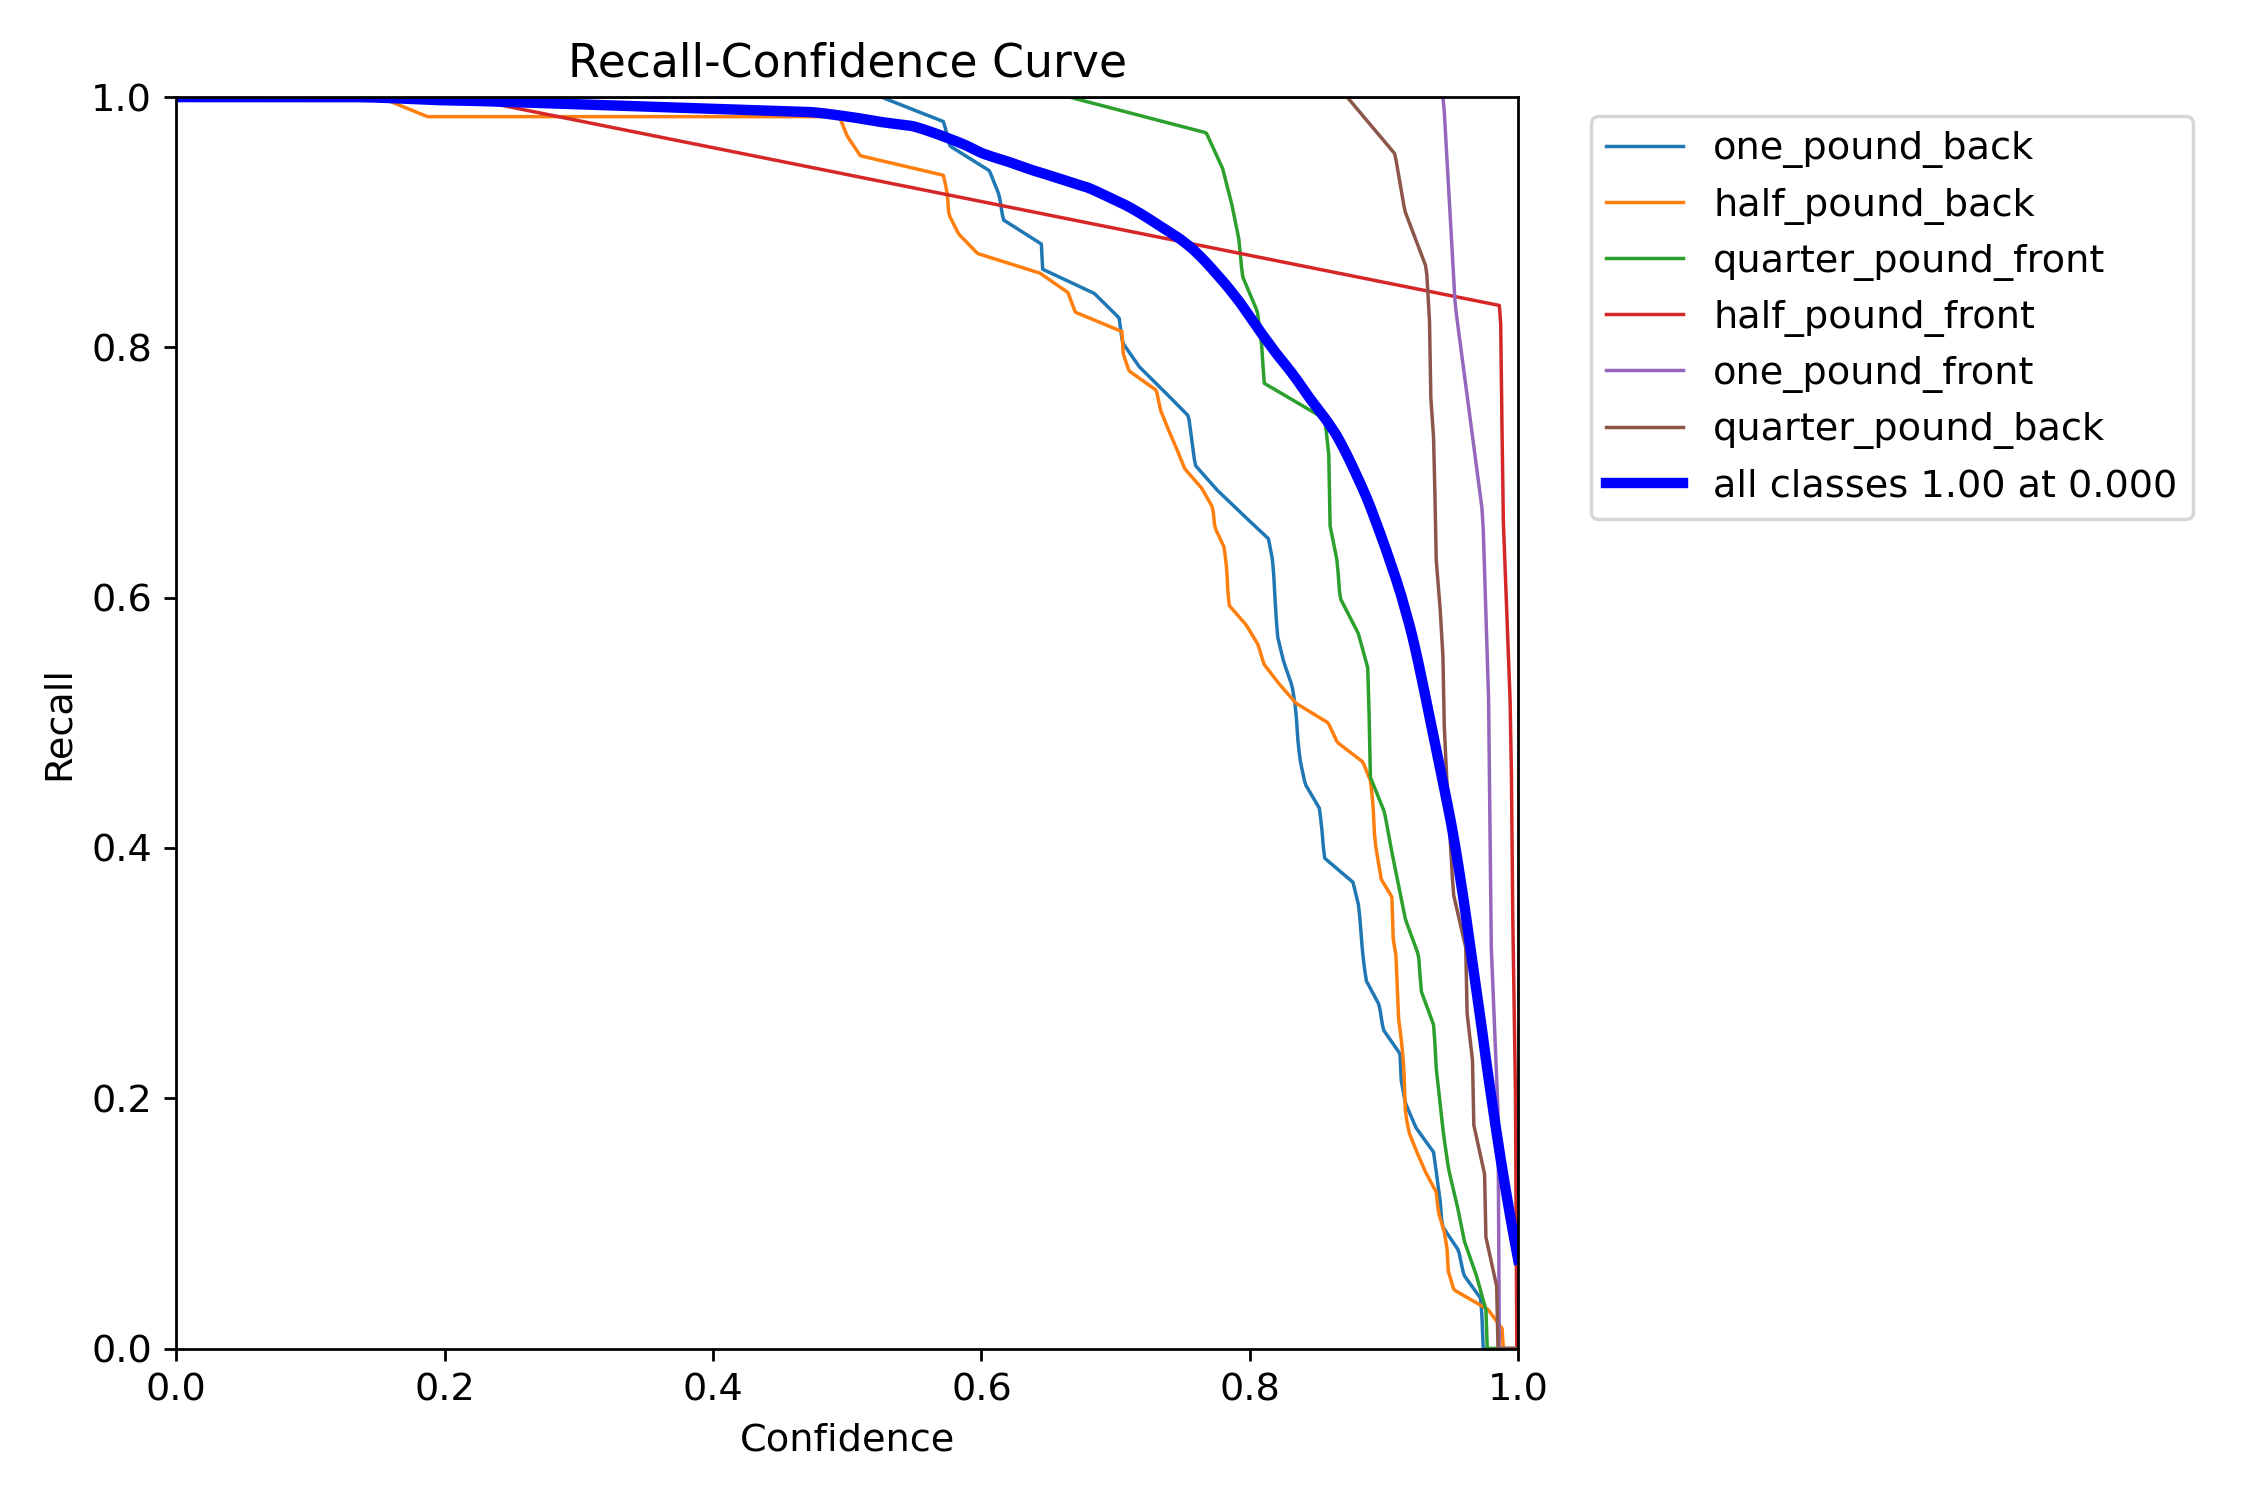 Recall-Confidence Curve
1.0
0.8
0.6
0.4
0.2
0.0
Recall
0.0 0.2 0.4 0.6 0.8 1.0
Confidence
one_pound_back
half_pound_back
quarter_pound_front
half_pound_front
one_pound_front
quarter_pound_back
all classes 1.00 at 0.000